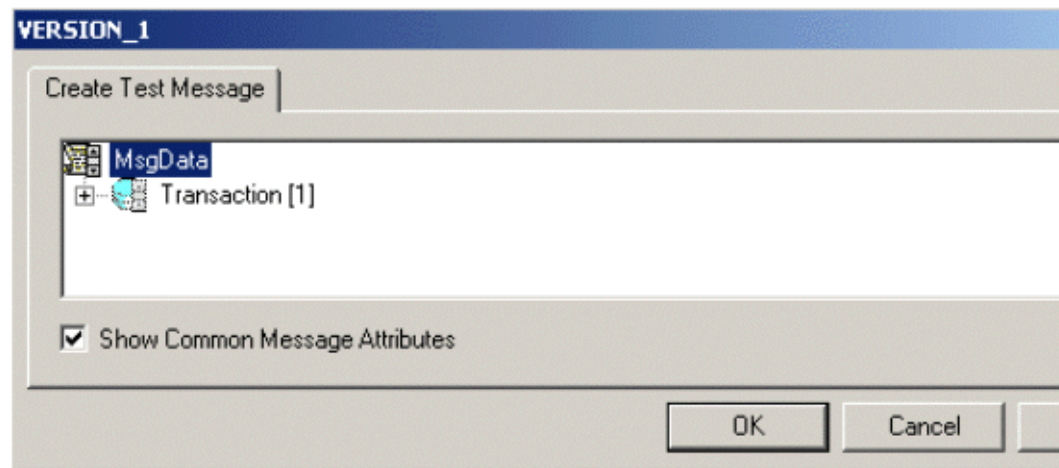 VERSION_1
Create Test Message
MsgData
Transaction [1]
Show Common Message Attributes
OK Cancel